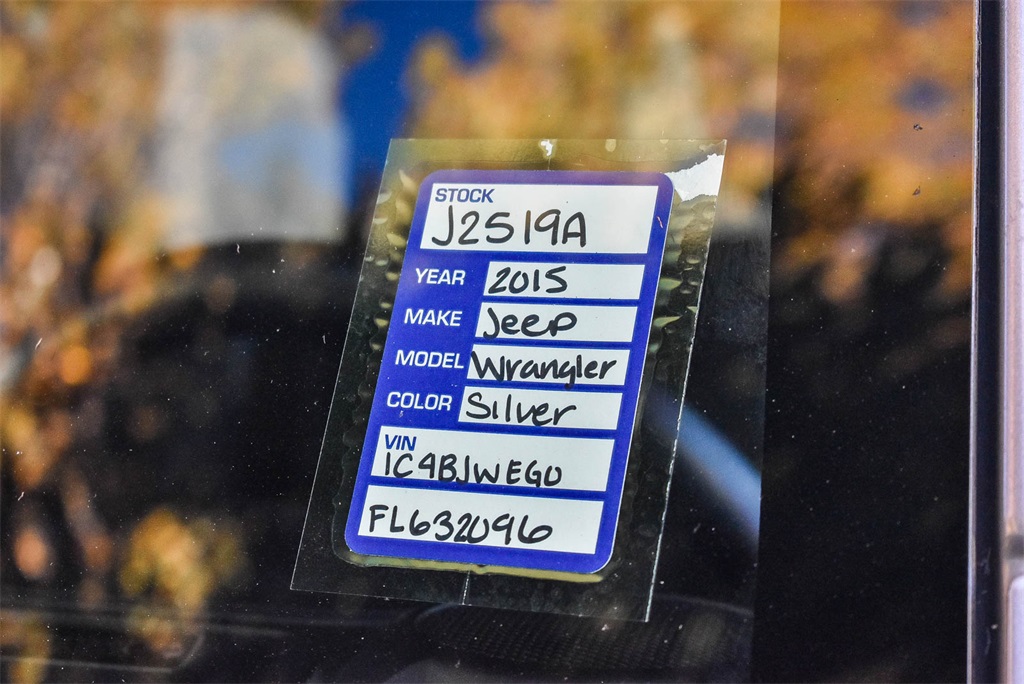 STOCK
J2519A
YEAR 2015
MAKE Jeep
MODEL Wrangler
COLOR Silver
VIN
1C4BJWEG0
FL632096